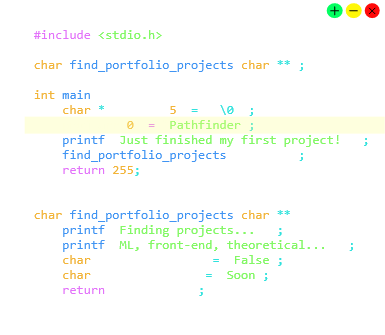 #include <stdio.h>
char find_portfolio_projects char ** ;
int main
char * 5 = \0 ;
0 = Pathfinder ;
printf Just finished my first project! ;
find_portfolio_projects ;
return 255;
char find_portfolio_projects char **
printf Finding projects... ;
printf ML, front-end, theoretical... ;
char = False ;
char = Soon ;
return ;